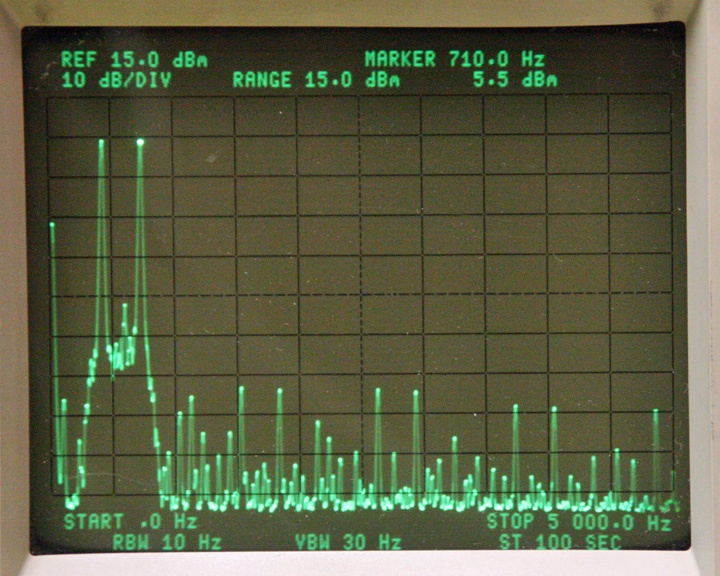 REF 15.0 dBm MARKER 710.0 Hz
10 dB/DIV RANGE 15.0 dBm 5.5 dBm
START .0 Hz STOP 5 000.0 Hz
RBW 10 Hz VBW 30 Hz ST 100 SEC